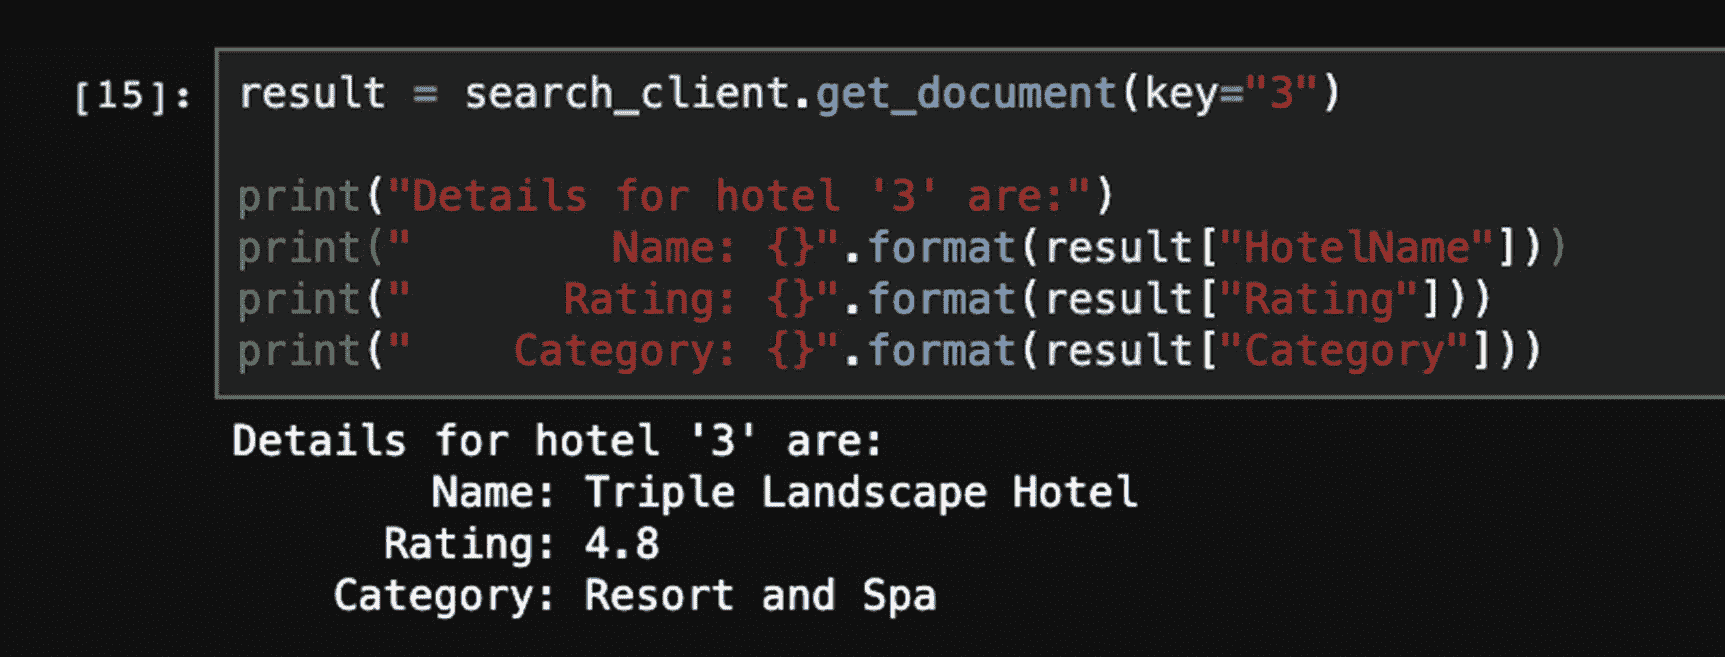 [15]: result = search_client.get_document(key="3")
print("Details for hotel '3' are:")
print("        Name: {}".format(result["HotelName"]))
print("      Rating: {}".format(result["Rating"]))
print("    Category: {}".format(result["Category"]))
Details for hotel '3' are:
        Name: Triple Landscape Hotel
      Rating: 4.8
    Category: Resort and Spa